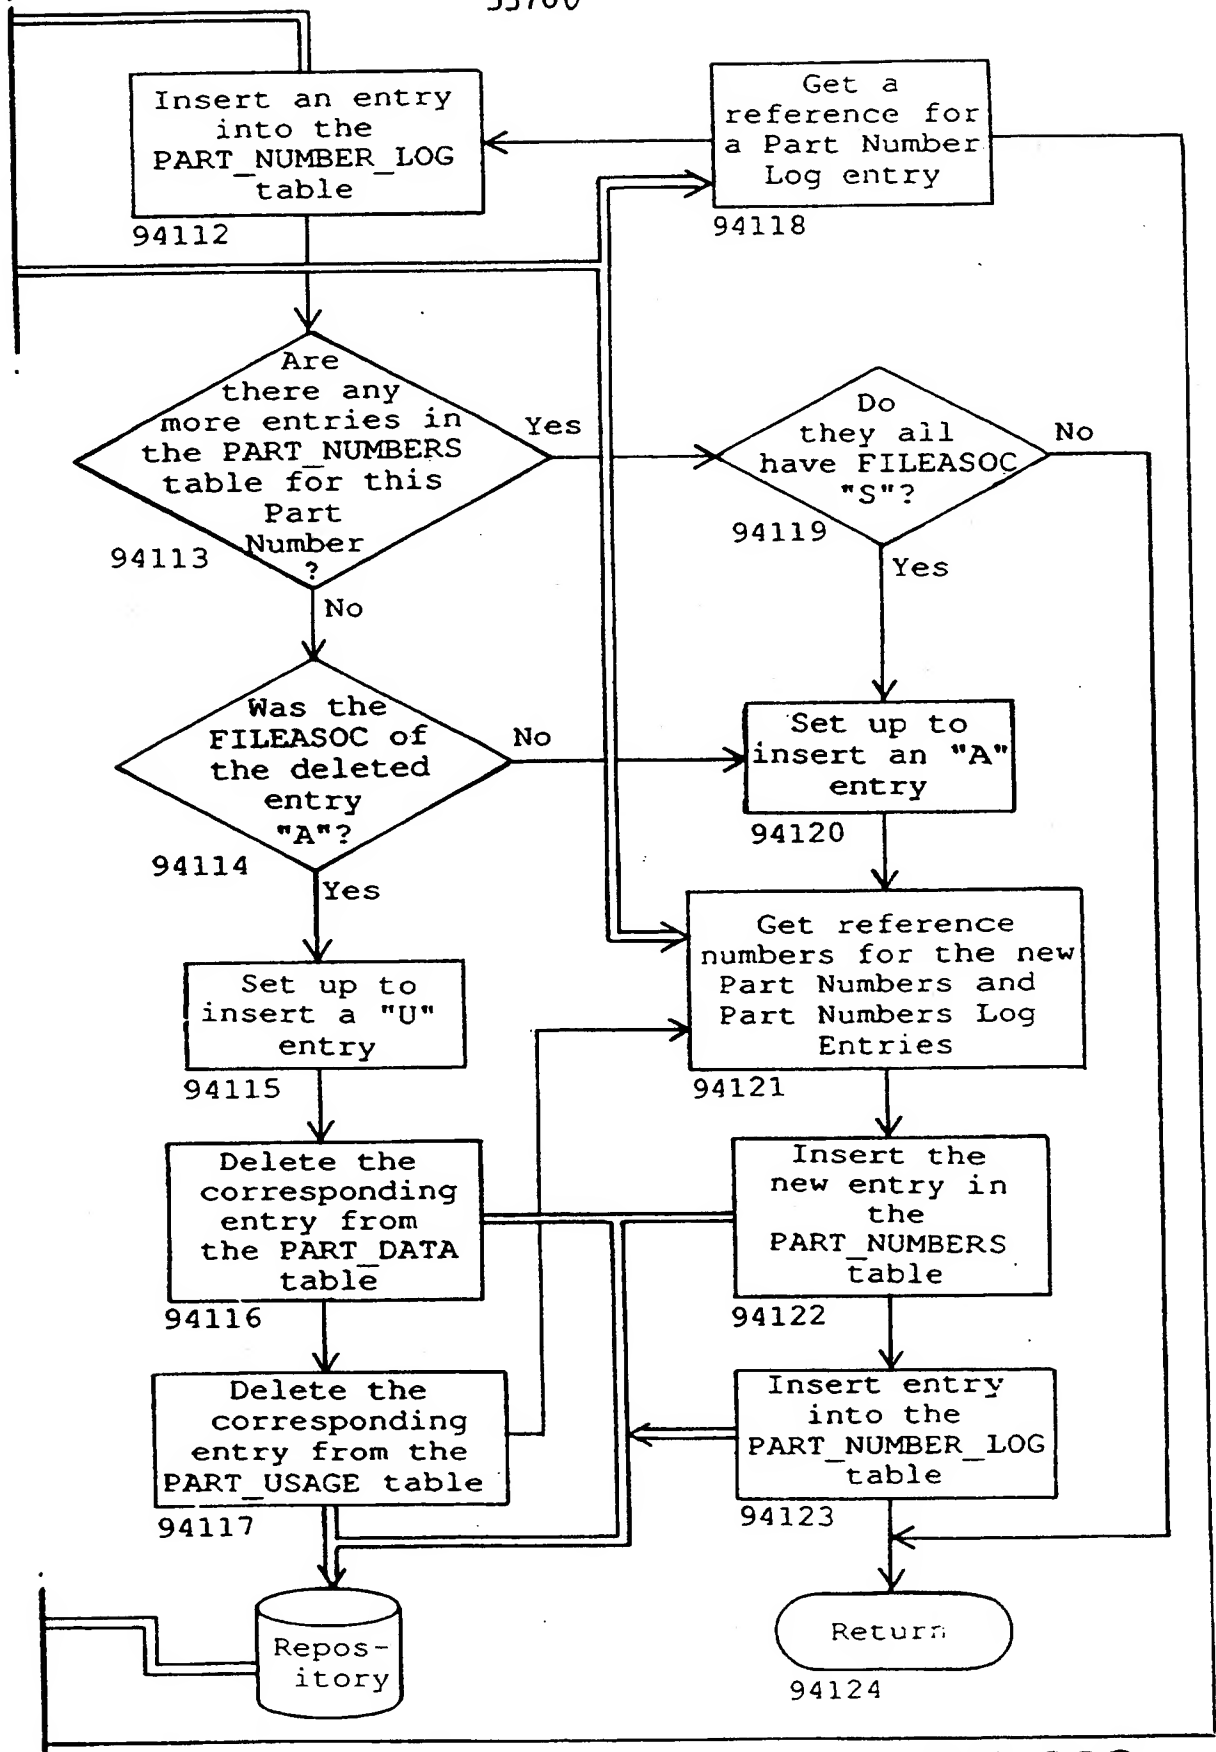 Insert an entry
into the
PART_NUMBER_LOG
table
94112
Get a
reference for
a Part Number
Log entry
94118
Are
there any
more entries in
the PART_NUMBERS
table for this
Part
Number
?
94113
Yes
No
Do
they all
have FILEASOC
"S"?
94119
No
Yes
Was the
FILEASOC of
the deleted
entry
"A"?
94114
No
Yes
Set up to
insert an "A"
entry
94120
Set up to
insert a "U"
entry
94115
Get reference
numbers for the new
Part Numbers and
Part Numbers Log
Entries
94121
Delete the
corresponding
entry from
the PART_DATA
table
94116
Insert the
new entry in
the
PART_NUMBERS
table
94122
Delete the
corresponding
entry from the
PART_USAGE table
94117
Insert entry
into the
PART_NUMBER_LOG
table
94123
Repos-
itory
Return
94124